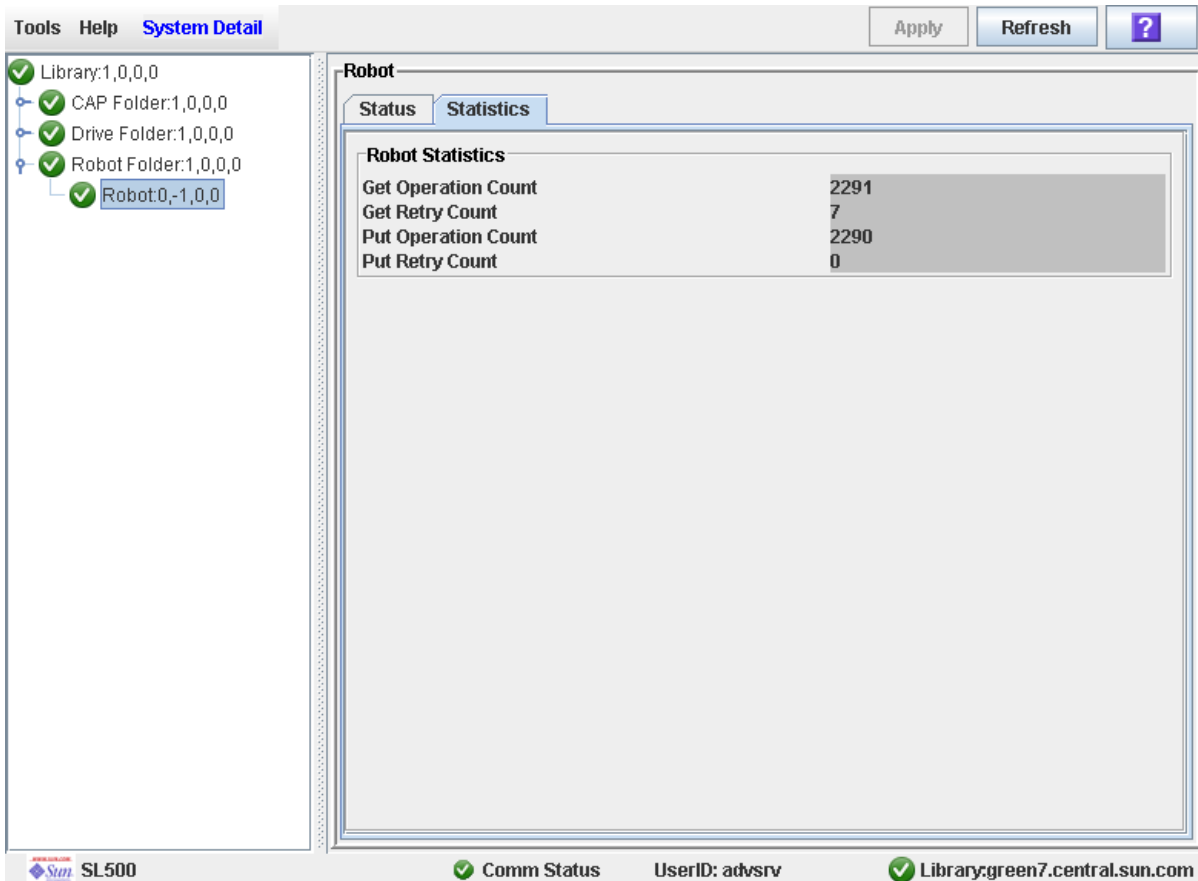 Tools Help System Detail Apply Refresh ?
Library:1,0,0,0
CAP Folder:1,0,0,0
Drive Folder:1,0,0,0
Robot Folder:1,0,0,0
Robot:0,-1,0,0
Robot
Status Statistics
Robot Statistics
Get Operation Count 2291
Get Retry Count 7
Put Operation Count 2290
Put Retry Count 0
Sun SL500 Comm Status UserID: advsrv Library:green7.central.sun.com